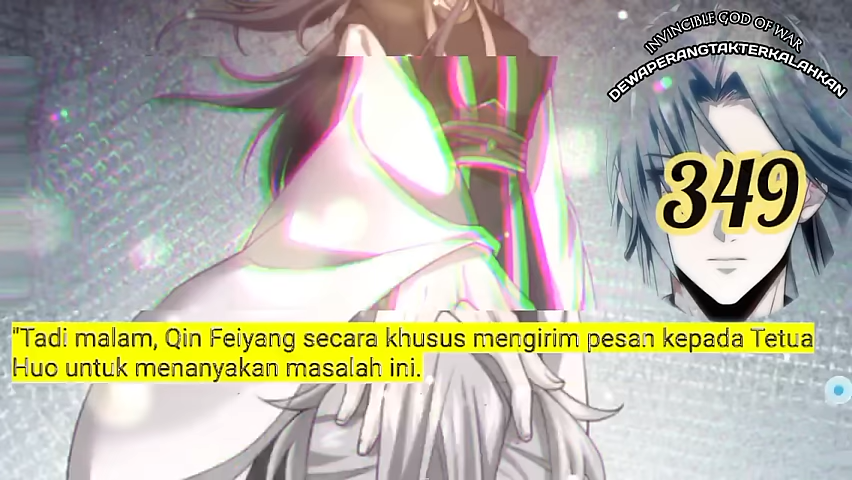 INVINCIBLE GOD OF WAR
DEWAPERANGTAKTERKALAHKAN
349
"Tadi malam, Qin Feiyang secara khusus mengirim pesan kepada Tetua
Huo untuk menanyakan masalah ini.